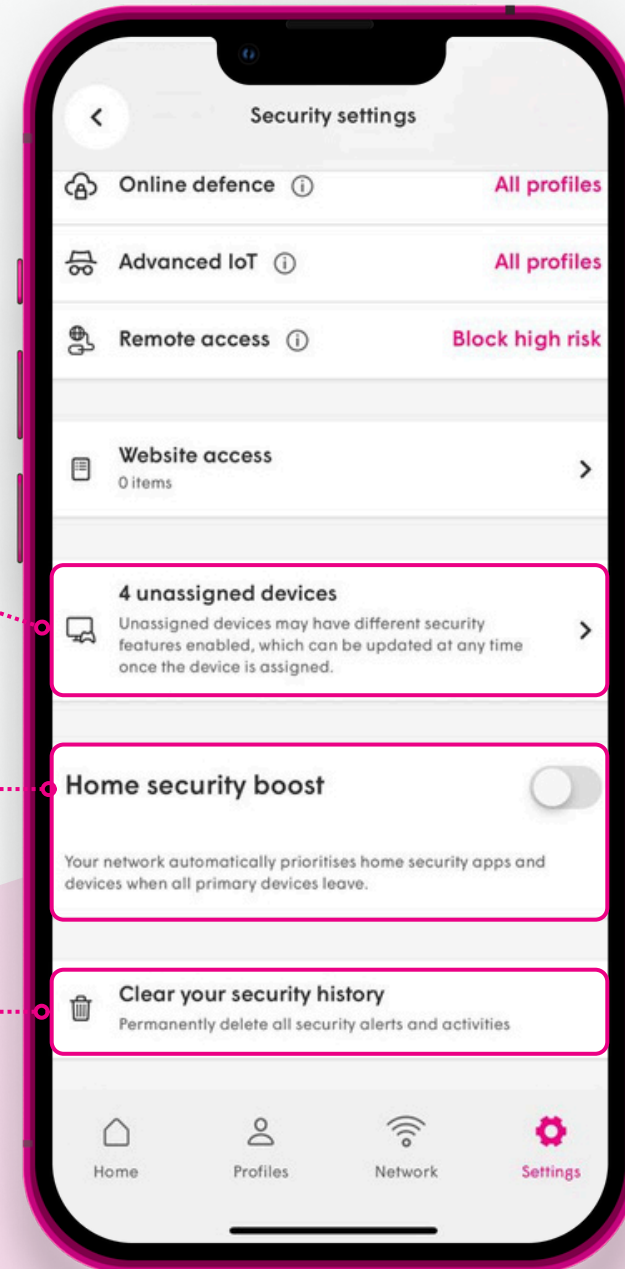 Security settings
Online defence All profiles
Advanced IoT All profiles
Remote access Block high risk
Website access
0 items
4 unassigned devices
Unassigned devices may have different security
features enabled, which can be updated at any time
once the device is assigned.
Home security boost
Your network automatically prioritises home security apps and
devices when all primary devices leave.
Clear your security history
Permanently delete all security alerts and activities
Home Profiles Network Settings